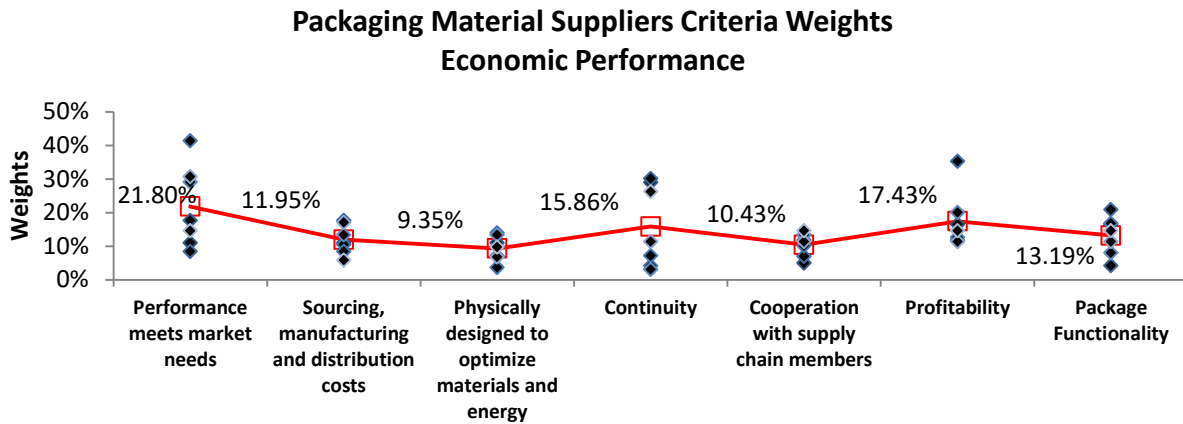 Packaging Material Suppliers Criteria Weights
Economic Performance
Weights
50%
40%
30%
20%
10%
0%
21.80%
11.95%
9.35%
15.86%
10.43%
17.43%
13.19%
Performance
meets market
needs
Sourcing,
manufacturing
and distribution
costs
Physically
designed to
optimize
materials and
energy
Continuity
Cooperation
with supply
chain members
Profitability
Package
Functionality